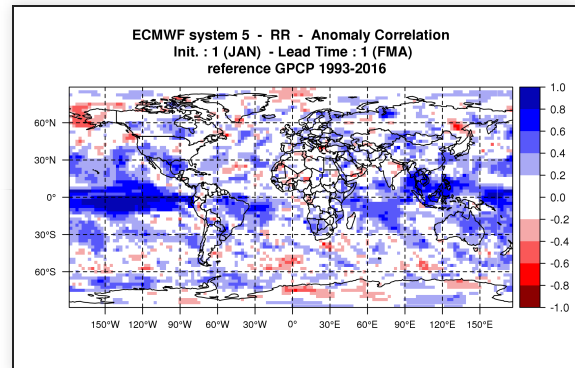 ECMWF system 5 - RR - Anomaly Correlation
Init. : 1 (JAN) - Lead Time : 1 (FMA)
reference GPCP 1993-2016
60°N
30°N
0°
30°S
60°S
150°W 120°W 90°W 60°W 30°W 0° 30°E 60°E 90°E 120°E 150°E
1.0
0.8
0.6
0.4
0.2
0.0
-0.2
-0.4
-0.6
-0.8
-1.0